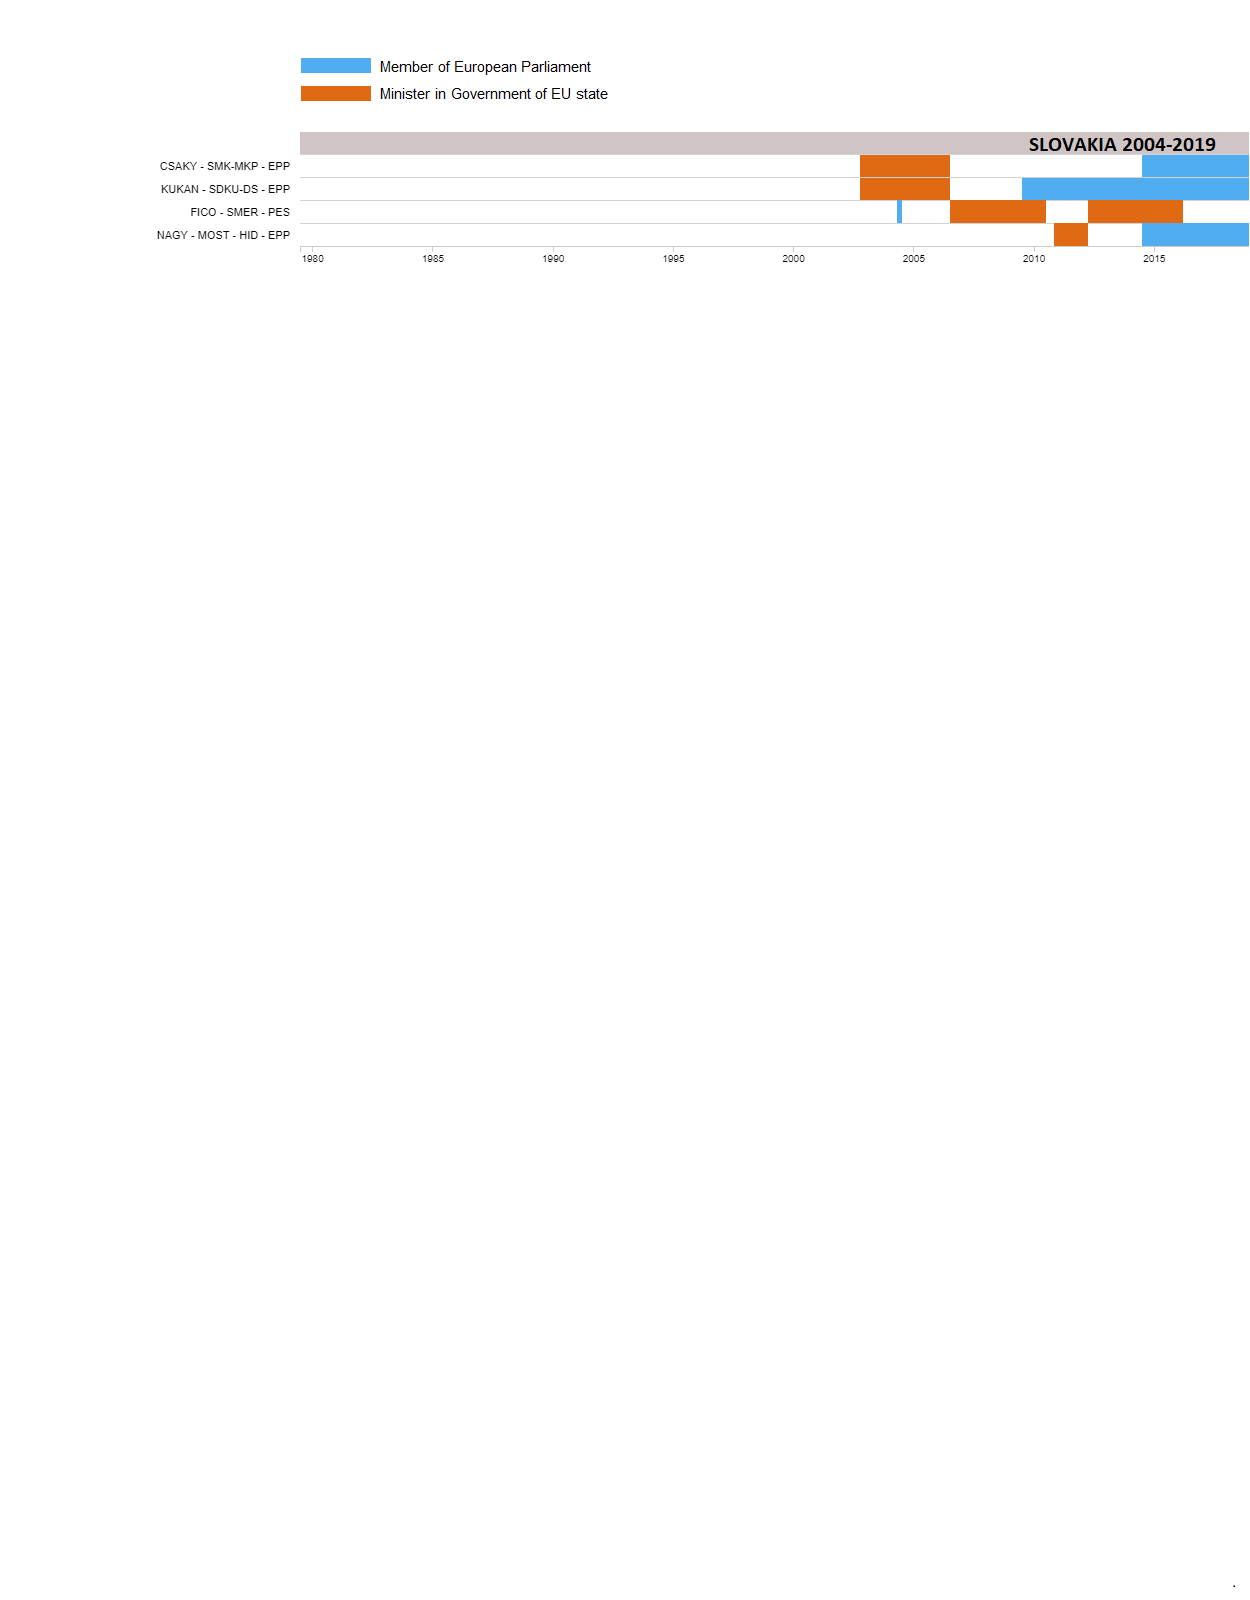 Member of European Parliament
Minister in Government of EU state
SLOVAKIA 2004-2019
CSAKY - SMK-MKP - EPP
KUKAN - SDKU-DS - EPP
FICO - SMER - PES
NAGY - MOST - HID - EPP
1980 1985 1990 1995 2000 2005 2010 2015
.